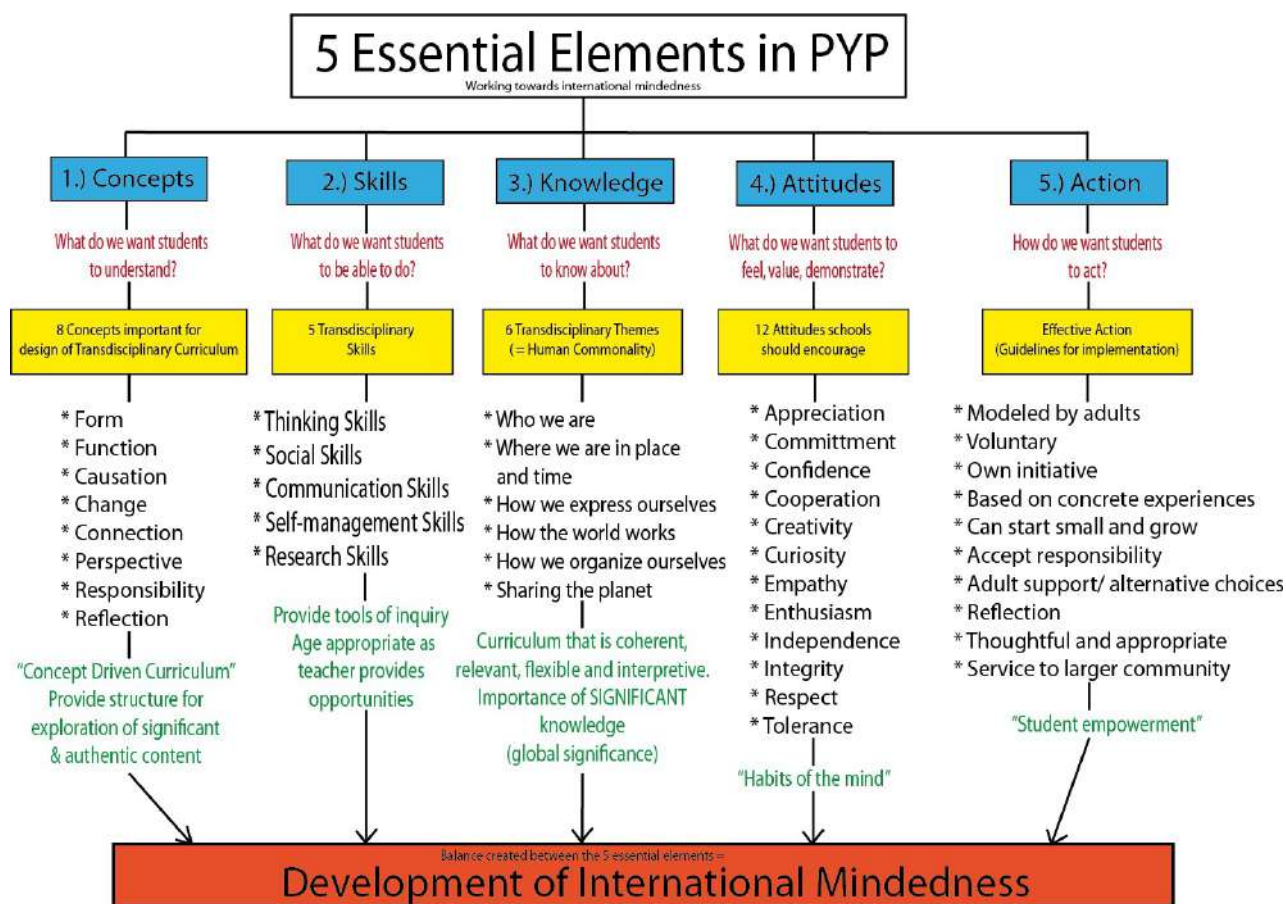 5 Essential Elements in PYP
Working towards international mindedness
1.) Concepts
What do we want students
to understand?
8 Concepts important for
design of Transdisciplinary Curriculum
* Form
* Function
* Causation
* Change
* Connection
* Perspective
* Responsibility
* Reflection
"Concept Driven Curriculum"
Provide structure for
exploration of significant
& authentic content
2.) Skills
What do we want students
to be able to do?
5 Transdisciplinary
Skills
* Thinking Skills
* Social Skills
* Communication Skills
* Self-management Skills
* Research Skills
Provide tools of inquiry
Age appropriate as
teacher provides
opportunities
3.) Knowledge
What do we want students
to know about?
6 Transdisciplinary Themes
( = Human Commonality)
* Who we are
* Where we are in place
and time
* How we express ourselves
* How the world works
* How we organize ourselves
* Sharing the planet
Curriculum that is coherent,
relevant, flexible and interpretive.
Importance of SIGNIFICANT
knowledge
(global significance)
4.) Attitudes
What do we want students to
feel, value, demonstrate?
12 Attitudes schools
should encourage
* Appreciation
* Committment
* Confidence
* Cooperation
* Creativity
* Curiosity
* Empathy
* Enthusiasm
* Independence
* Integrity
* Respect
* Tolerance
"Habits of the mind"
5.) Action
How do we want students
to act?
Effective Action
(Guidelines for implementation)
* Modeled by adults
* Voluntary
* Own initiative
* Based on concrete experiences
* Can start small and grow
* Accept responsibility
* Adult support/ alternative choices
* Reflection
* Thoughtful and appropriate
* Service to larger community
"Student empowerment"
Balance created between the 5 essential elements =
Development of International Mindedness